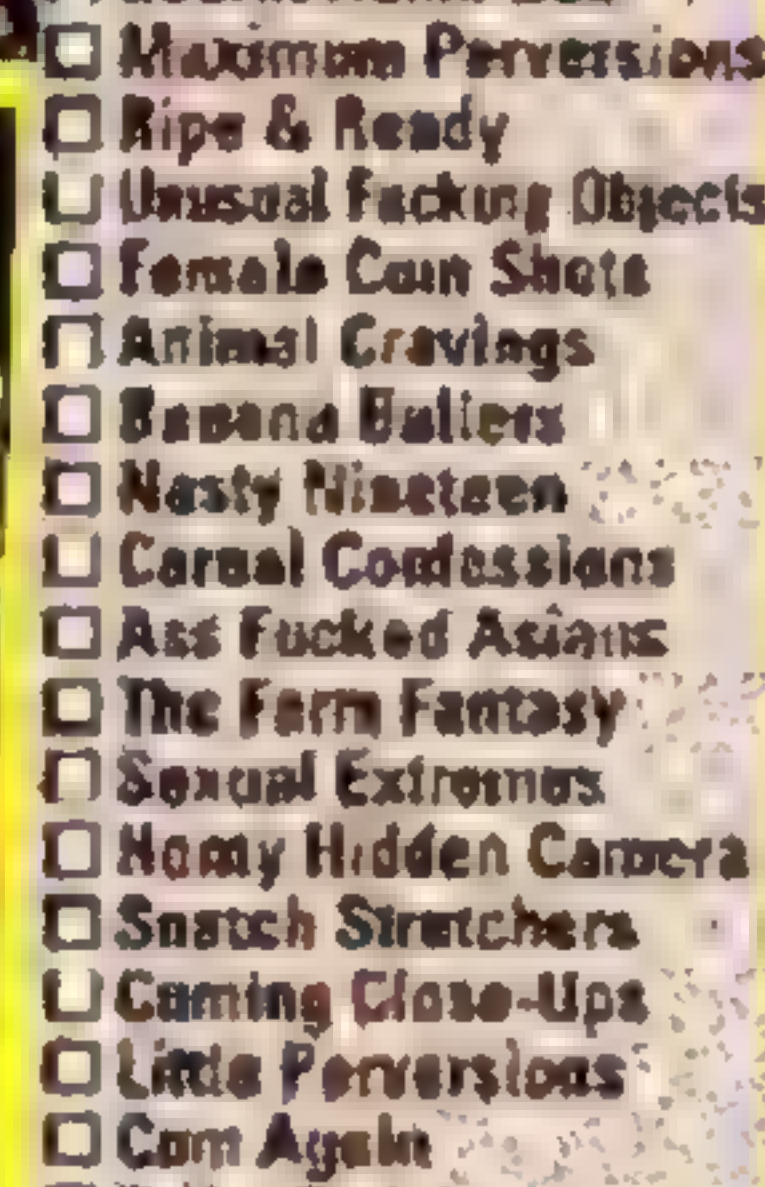 Maximum Perversions
Ripe & Ready
Unusual Fucking Objects
Female Cum Shots
Animal Cravings
Banana Ballers
Nasty Nineteen
Carnal Confessions
Ass Fucked Asians
The Farm Fantasy
Sexual Extremes
Horny Hidden Camera
Snatch Stretchers
Cuming Close-Ups
Little Perversions
Cum Again